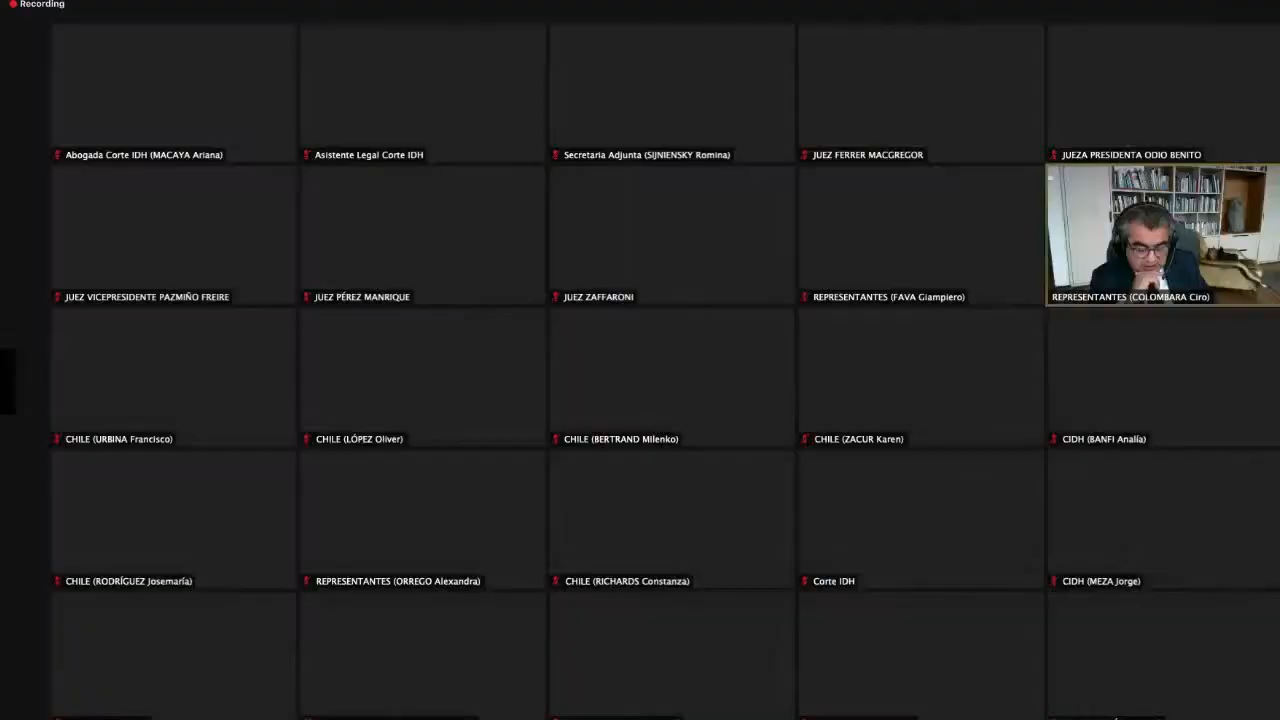 Recording
Abogada Corte IDH (MACAYA Ariana)
Asistente Legal Corte IDH
Secretaria Adjunta (SIJNIENSKY Romina)
JUEZ FERRER MACGREGOR
JUEZA PRESIDENTA ODIO BENITO
JUEZ VICEPRESIDENTE PAZMIÑO FREIRE
JUEZ PÉREZ MANRIQUE
JUEZ ZAFFARONI
REPRESENTANTES (FAVA Giampiero)
REPRESENTANTES (COLOMBARA Ciro)
CHILE (URBINA Francisco)
CHILE (LÓPEZ Oliver)
CHILE (BERTRAND Milenko)
CHILE (ZACUR Karen)
CIDH (BANFI Analía)
CHILE (RODRÍGUEZ Josemaría)
REPRESENTANTES (ORREGO Alexandra)
CHILE (RICHARDS Constanza)
Corte IDH
CIDH (MEZA Jorge)